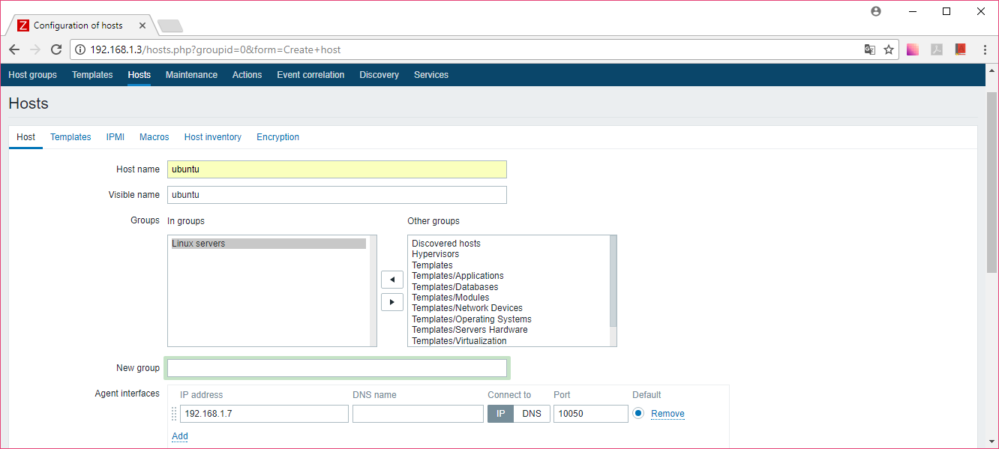 Z Configuration of hosts
192.168.1.3/hosts.php?groupid=0&form=Create+host
Host groups Templates Hosts Maintenance Actions Event correlation Discovery Services
Hosts
Host Templates IPMI Macros Host inventory Encryption
Host name ubuntu
Visible name ubuntu
Groups In groups Other groups
Linux servers
Discovered hosts
Hypervisors
Templates
Templates/Applications
Templates/Databases
Templates/Modules
Templates/Network Devices
Templates/Operating Systems
Templates/Servers Hardware
Templates/Virtualization
New group
Agent interfaces IP address DNS name Connect to Port Default
192.168.1.7 IP DNS 10050 Remove
Add